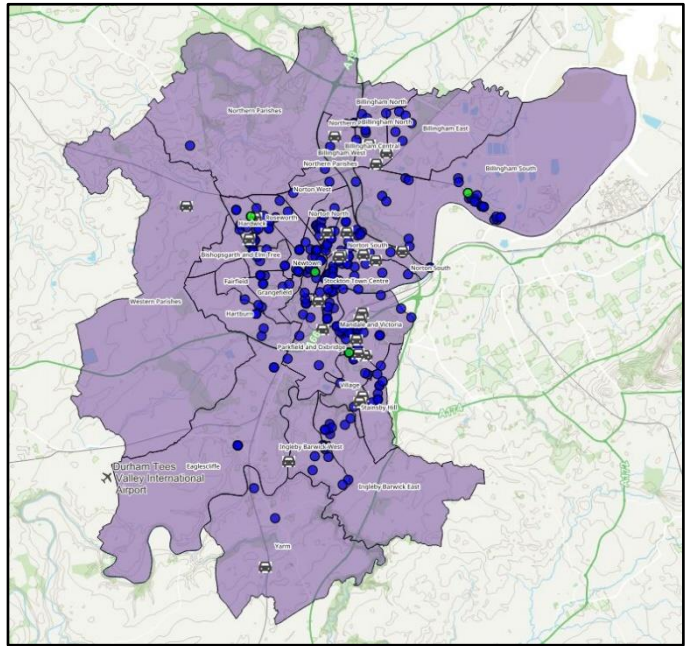 A19
Billingham North
Northern Parishes
Northern
Billingham North
Billingham East
Billingham Central
Billingham West
Northern Parishes
Billingham South
Norton West
Roseworth
Norton North
Hardwick
Norton South
Bishopsgarth and Elm Tree
Newtown
Norton South
Fairfield
Stockton Town Centre
Grangefield
Western Parishes
Hartburn
Mandale and Victoria
Parkfield and Oxbridge
Village
Stainsby Hill
Ingleby Barwick West
Eaglescliffe
Durham Tees
Valley International
Airport
Ingleby Barwick East
Yarm